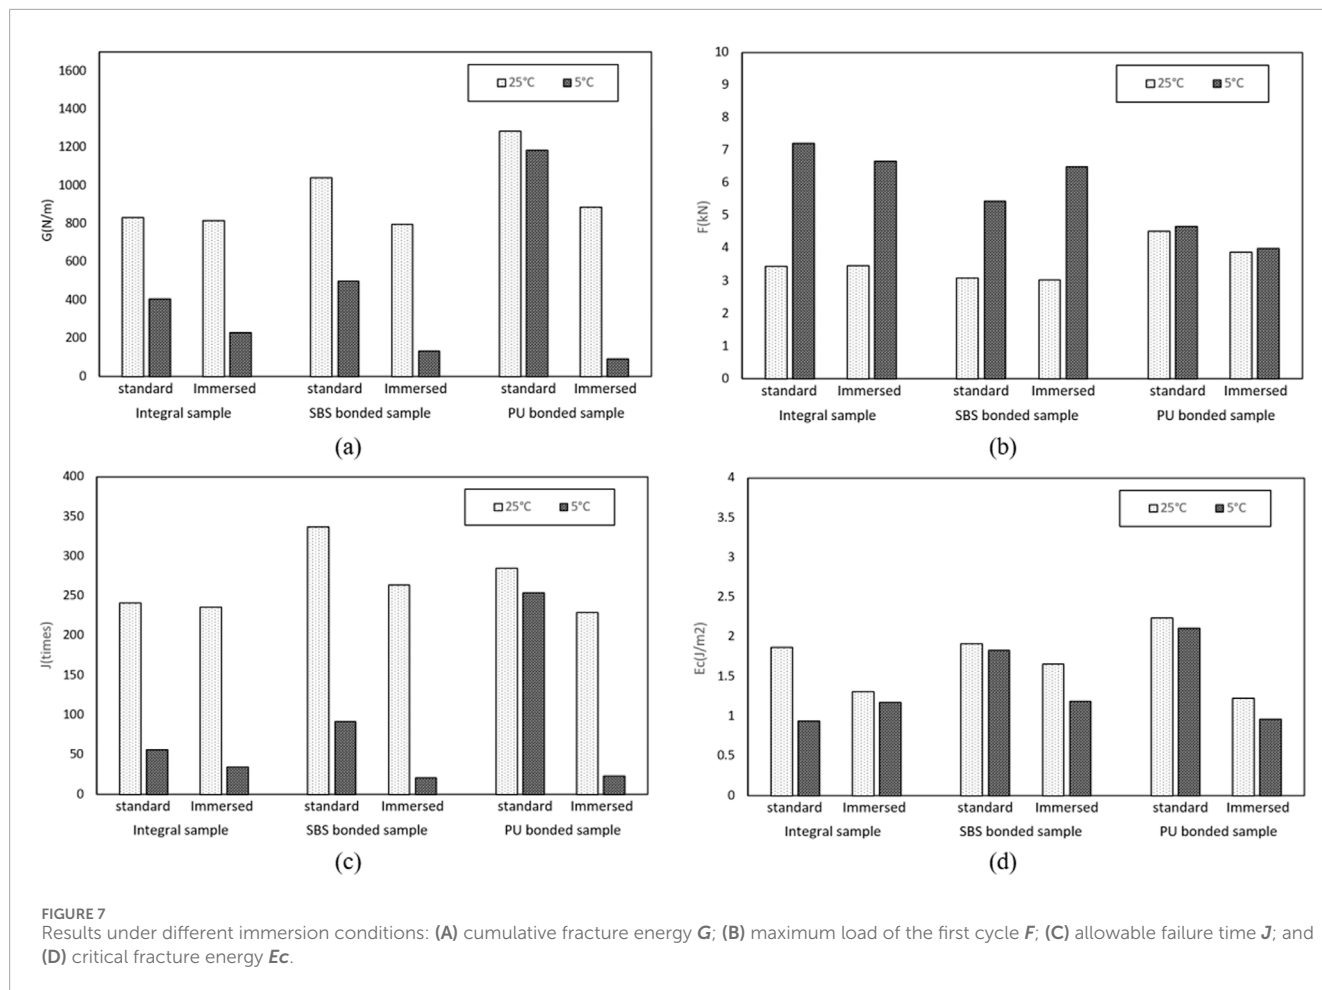 1600
1400
1200
1000
800
600
400
200
0
G(N/m)
25°C 5°C
standard Immersed standard Immersed standard Immersed
Integral sample SBS bonded sample PU bonded sample
(a)
10
9
8
7
6
5
4
3
2
1
0
F(kN)
25°C 5°C
standard Immersed standard Immersed standard Immersed
Integral sample SBS bonded sample PU bonded sample
(b)
400
350
300
250
200
150
100
50
0
J(times)
25°C 5°C
standard Immersed standard Immersed standard Immersed
Integral sample SBS bonded sample PU bonded sample
(c)
4
3.5
3
2.5
2
1.5
1
0.5
0
Ec(J/m2)
25°C 5°C
standard Immersed standard Immersed standard Immersed
Integral sample SBS bonded sample PU bonded sample
(d)
FIGURE 7
Results under different immersion conditions: (A) cumulative fracture energy G; (B) maximum load of the first cycle F; (C) allowable failure time J; and
(D) critical fracture energy Ec.